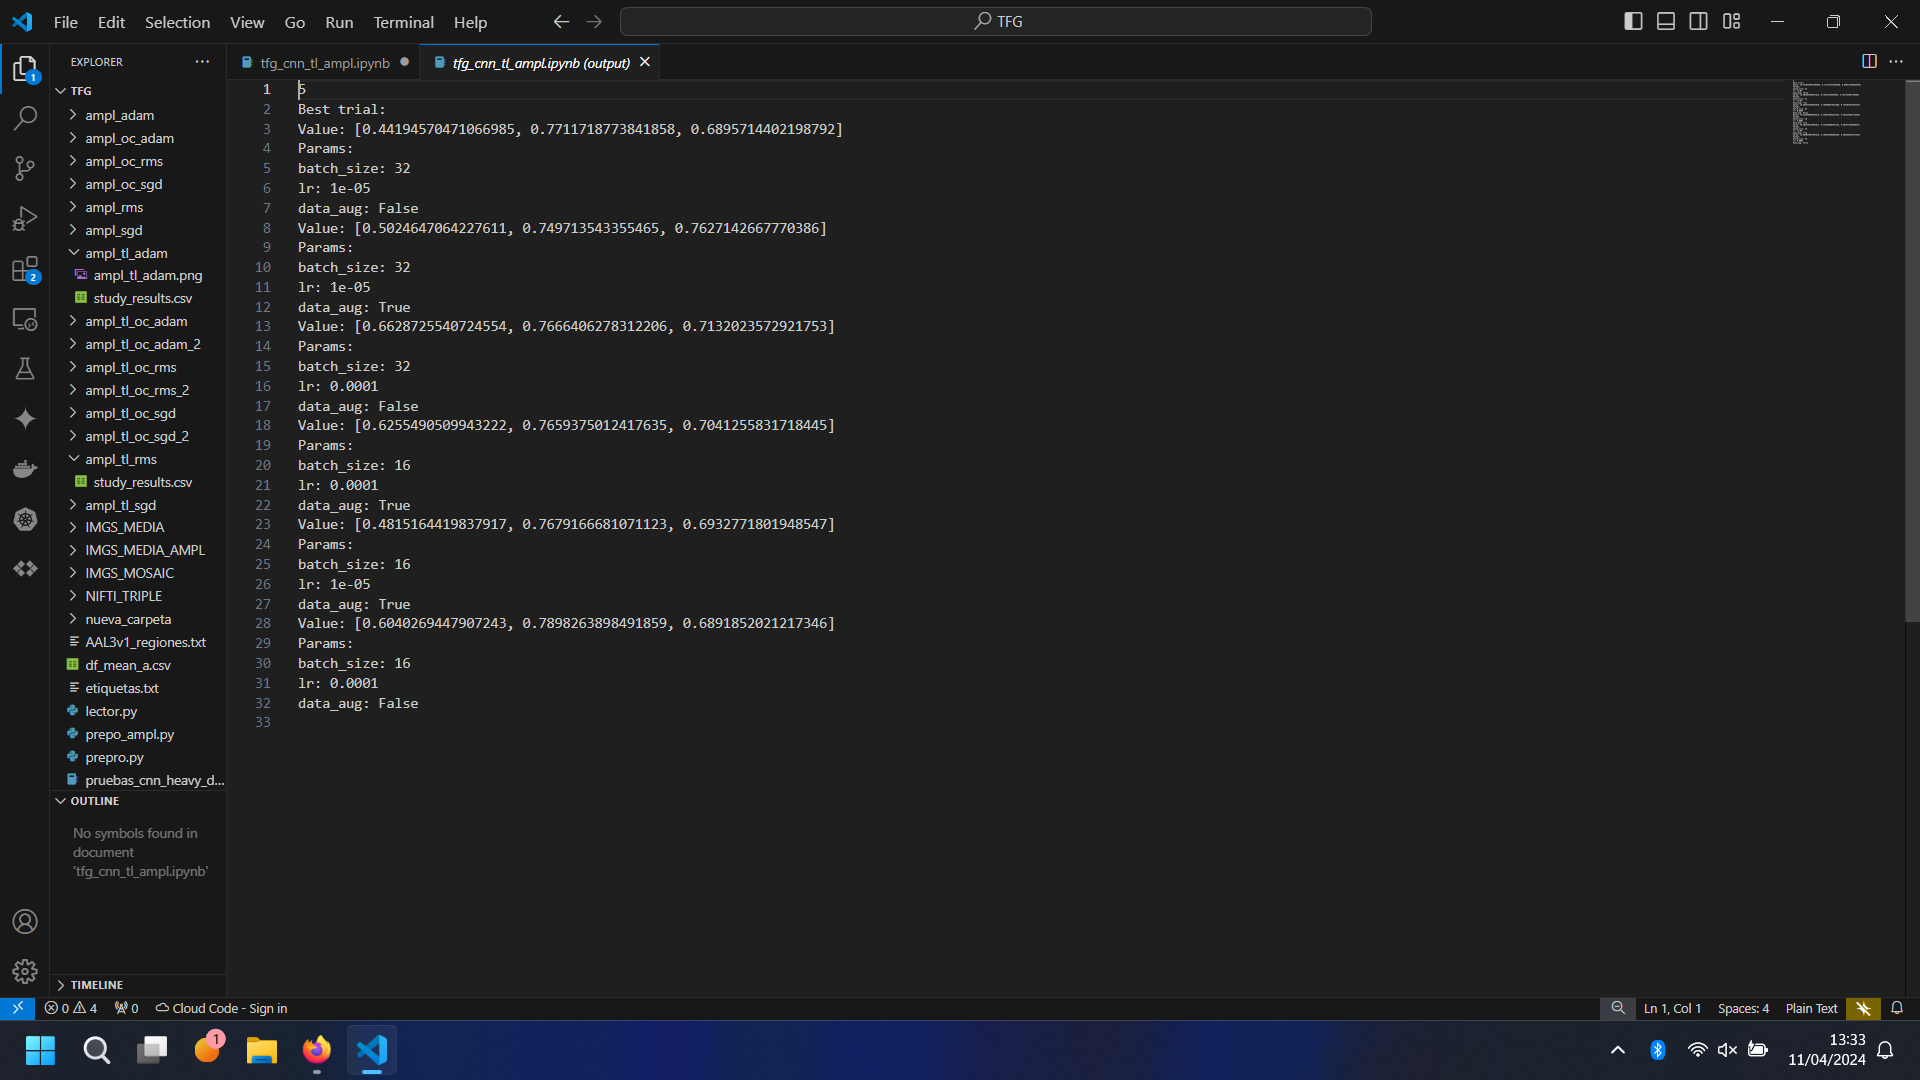 File Edit Selection View Go Run Terminal Help
TFG
EXPLORER
TFG
ampl_adam
ampl_oc_adam
ampl_oc_rms
ampl_oc_sgd
ampl_rms
ampl_sgd
ampl_tl_adam
ampl_tl_adam.png
study_results.csv
ampl_tl_oc_adam
ampl_tl_oc_adam_2
ampl_tl_oc_rms
ampl_tl_oc_rms_2
ampl_tl_oc_sgd
ampl_tl_oc_sgd_2
ampl_tl_rms
study_results.csv
ampl_tl_sgd
IMGS_MEDIA
IMGS_MEDIA_AMPL
IMGS_MOSAIC
NIFTI_TRIPLE
nueva_carpeta
AAL3v1_regiones.txt
df_mean_a.csv
etiquetas.txt
lector.py
prepo_ampl.py
prepro.py
pruebas_cnn_heavy_d...
OUTLINE
No symbols found in
document
'tfg_cnn_tl_ampl.ipynb'
TIMELINE
1
2
tfg_cnn_tl_ampl.ipynb
tfg_cnn_tl_ampl.ipynb (output)
1 5
2 Best trial:
3 Value: [0.44194570471066985, 0.7711718773841858, 0.6895714402198792]
4 Params:
5 batch_size: 32
6 lr: 1e-05
7 data_aug: False
8 Value: [0.5024647064227611, 0.749713543355465, 0.7627142667770386]
9 Params:
10 batch_size: 32
11 lr: 1e-05
12 data_aug: True
13 Value: [0.6628725540724554, 0.7666406278312206, 0.7132023572921753]
14 Params:
15 batch_size: 32
16 lr: 0.0001
17 data_aug: False
18 Value: [0.6255490509943222, 0.7659375012417635, 0.7041255831718445]
19 Params:
20 batch_size: 16
21 lr: 0.0001
22 data_aug: True
23 Value: [0.4815164419837917, 0.7679166681071123, 0.6932771801948547]
24 Params:
25 batch_size: 16
26 lr: 1e-05
27 data_aug: True
28 Value: [0.6040269447907243, 0.7898263898491859, 0.6891852021217346]
29 Params:
30 batch_size: 16
31 lr: 0.0001
32 data_aug: False
33
0 4 0 Cloud Code - Sign in
Ln 1, Col 1 Spaces: 4 Plain Text
1
13:33
11/04/2024